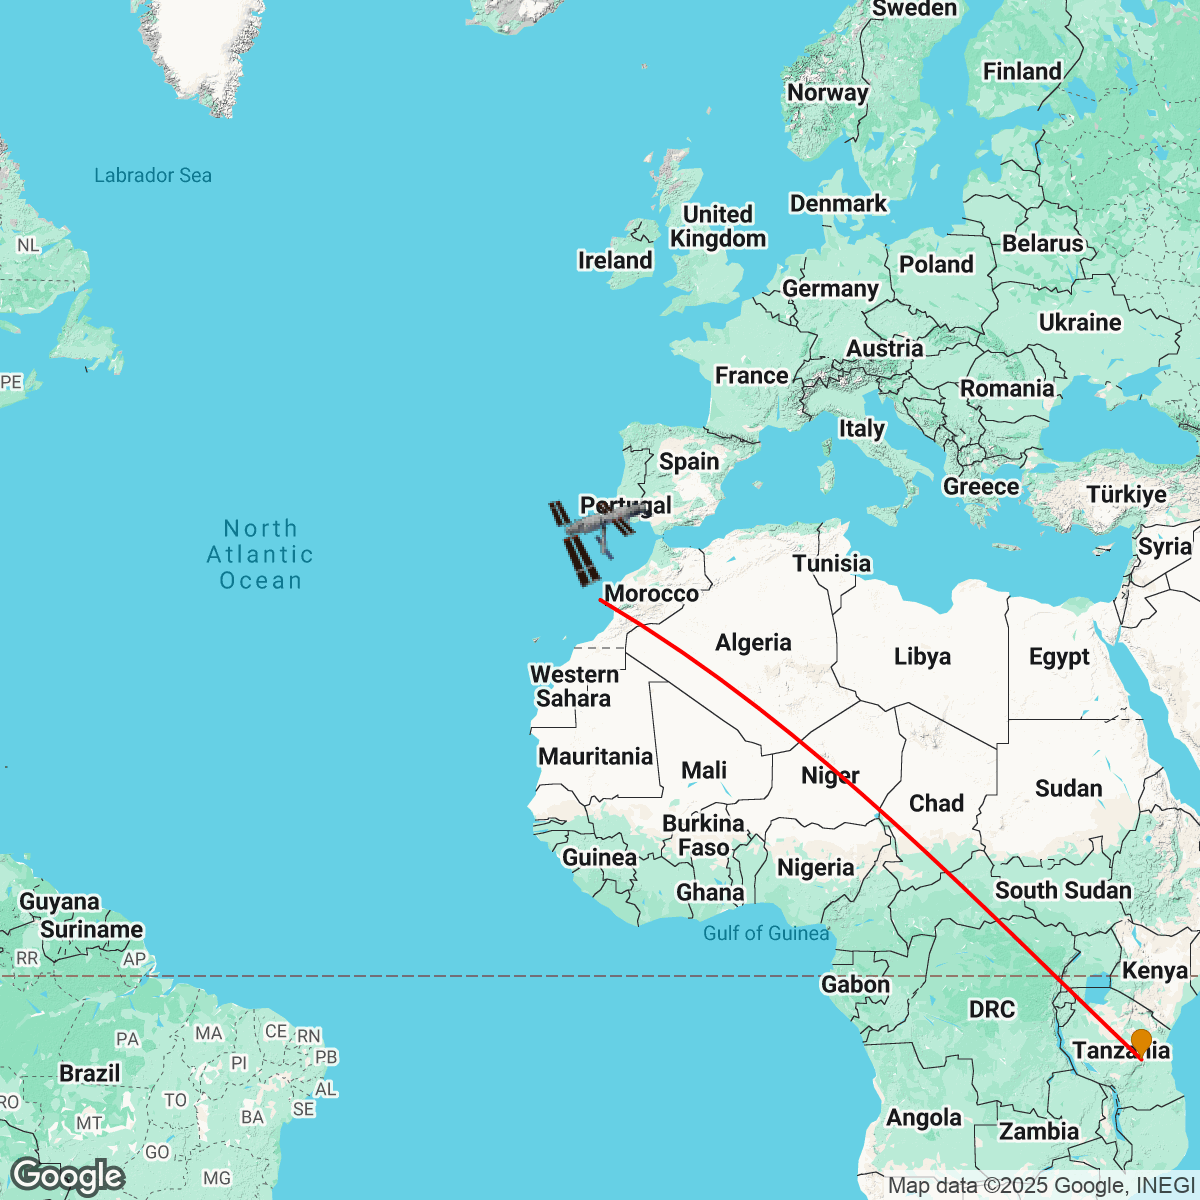 Sweden
Finland
Norway
Labrador Sea
United
Kingdom
Denmark
NL
Ireland
Belarus
Poland
Germany
Ukraine
Austria
PE
France
Romania
Italy
Spain
Greece
Türkiye
Portugal
North
Atlantic
Ocean
Syria
Tunisia
Morocco
Algeria
Libya
Egypt
Western
Sahara
Mauritania
Mali
Niger
Chad
Sudan
Burkina
Faso
Guinea
Nigeria
Ghana
South Sudan
Guyana
Suriname
Gulf of Guinea
RR
AP
Kenya
Gabon
DRC
PA
MA
CE
RN
PB
PI
Tanzania
Brazil
AL
TO
SE
RO
BA
MT
Angola
Zambia
GO
MG
Google
Map data ©2025 Google, INEGI